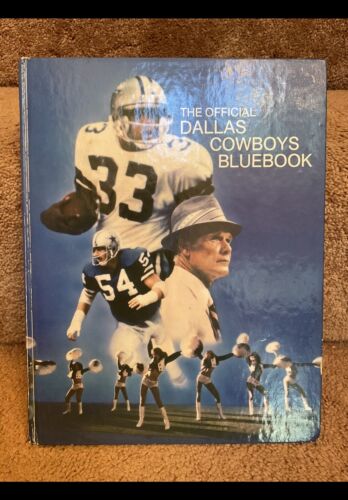 THE OFFICIAL
DALLAS
COWBOYS
BLUEBOOK
33
54